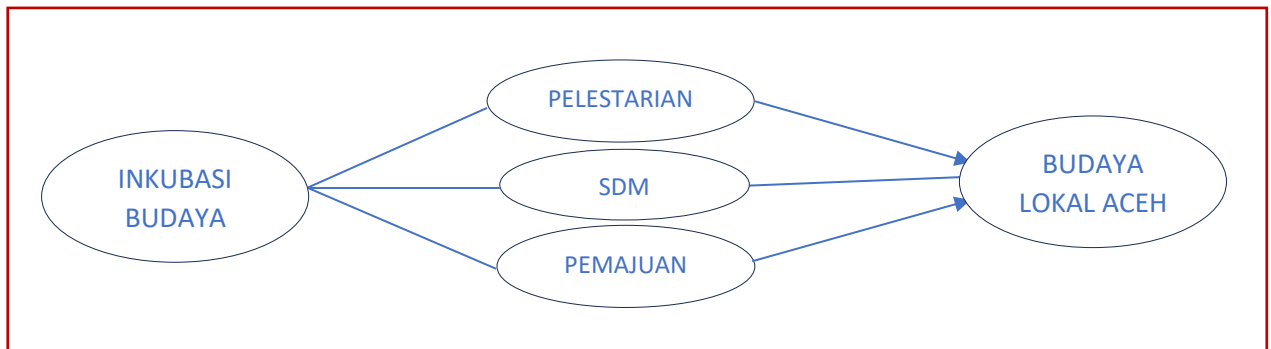 INKUBASI
BUDAYA
PELESTARIAN
SDM
PEMAJUAN
BUDAYA
LOKAL ACEH